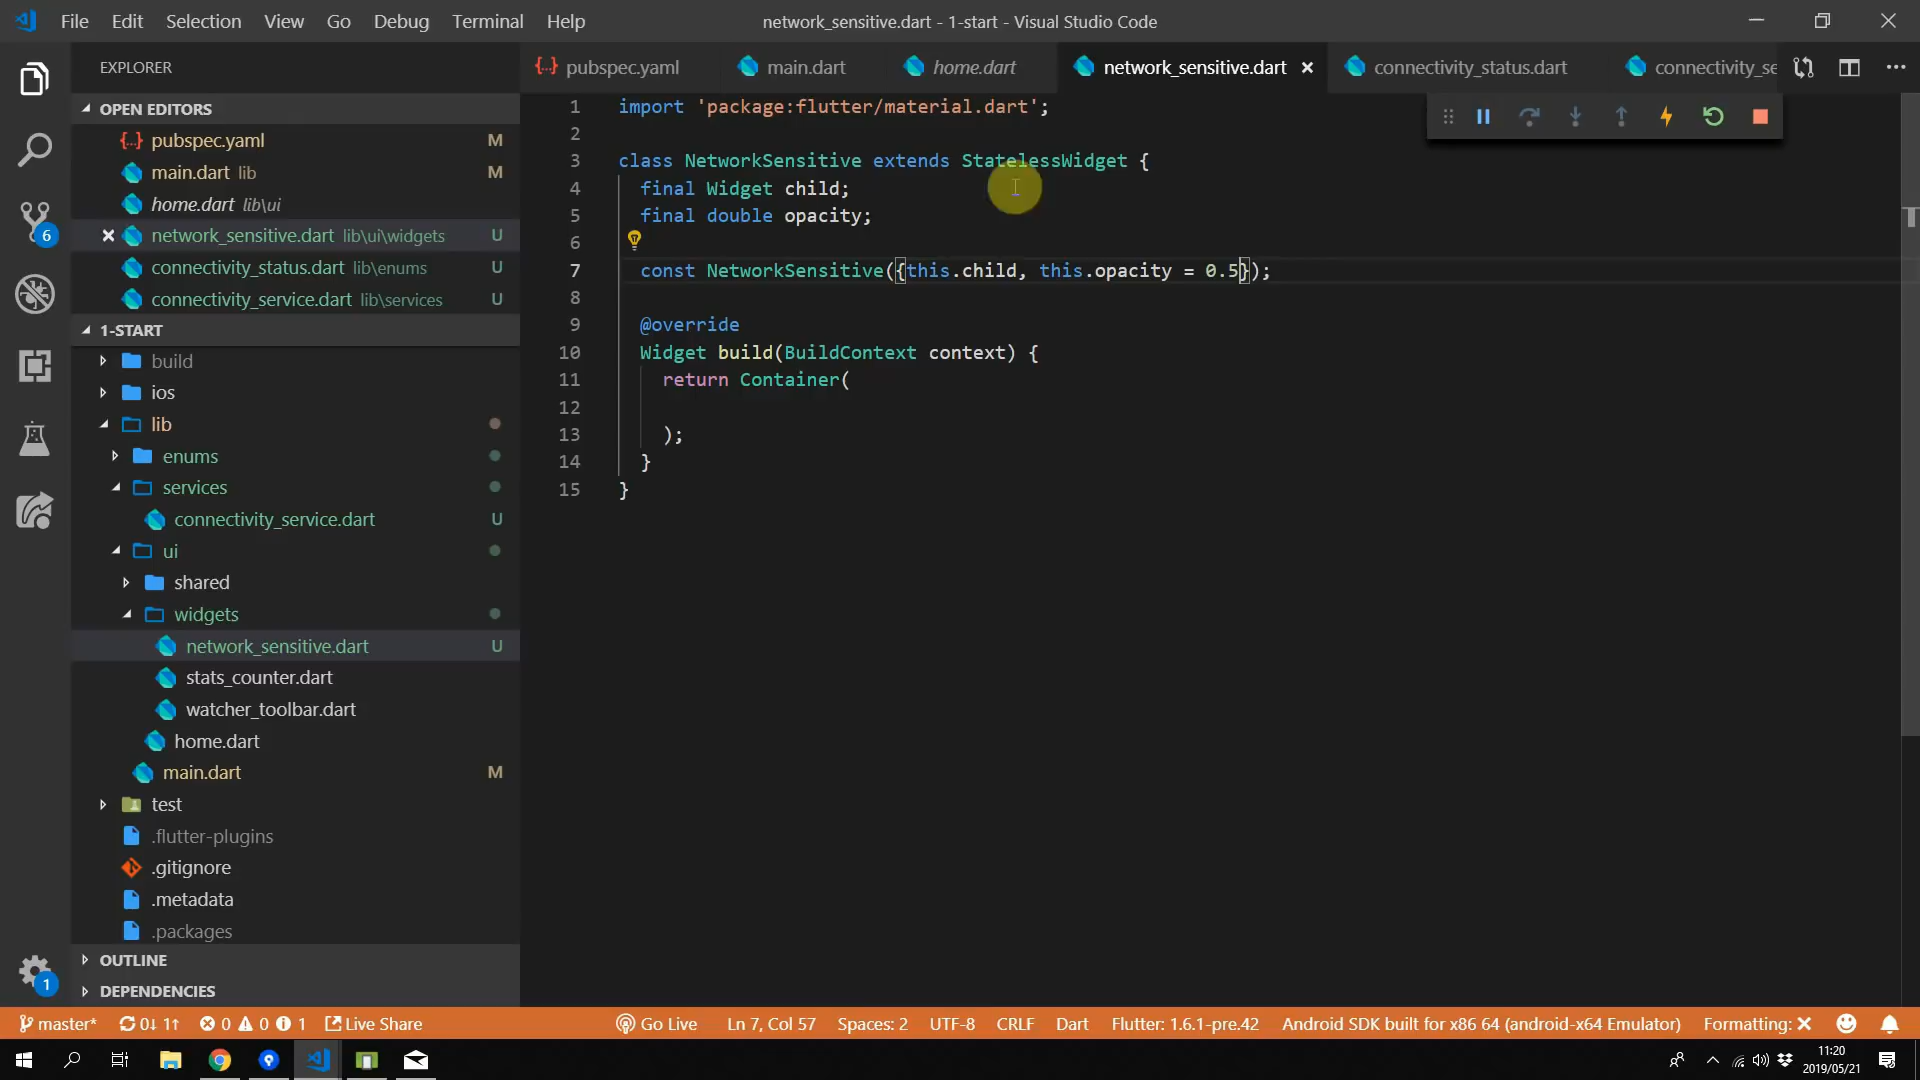 File Edit Selection View Go Debug Terminal Help
network_sensitive.dart - 1-start - Visual Studio Code
EXPLORER
OPEN EDITORS
pubspec.yaml M
main.dart lib M
home.dart lib\ui
network_sensitive.dart lib\ui\widgets U
connectivity_status.dart lib\enums U
connectivity_service.dart lib\services U
1-START
build
ios
lib
enums
services
connectivity_service.dart U
ui
shared
widgets
network_sensitive.dart U
stats_counter.dart
watcher_toolbar.dart
home.dart
main.dart M
test
.flutter-plugins
.gitignore
.metadata
.packages
OUTLINE
DEPENDENCIES
6
1
pubspec.yaml main.dart home.dart network_sensitive.dart connectivity_status.dart connectivity_se
1 import 'package:flutter/material.dart';
2
3 class NetworkSensitive extends StatelessWidget {
4 final Widget child;
5 final double opacity;
6
7 const NetworkSensitive({this.child, this.opacity = 0.5});
8
9 @override
10 Widget build(BuildContext context) {
11 return Container(
12
13 );
14 }
15 }
master* 0↓ 1↑ 0 0 1 Live Share Go Live Ln 7, Col 57 Spaces: 2 UTF-8 CRLF Dart Flutter: 1.6.1-pre.42 Android SDK built for x86 64 (android-x64 Emulator) Formatting: ✕
11:20
2019/05/21